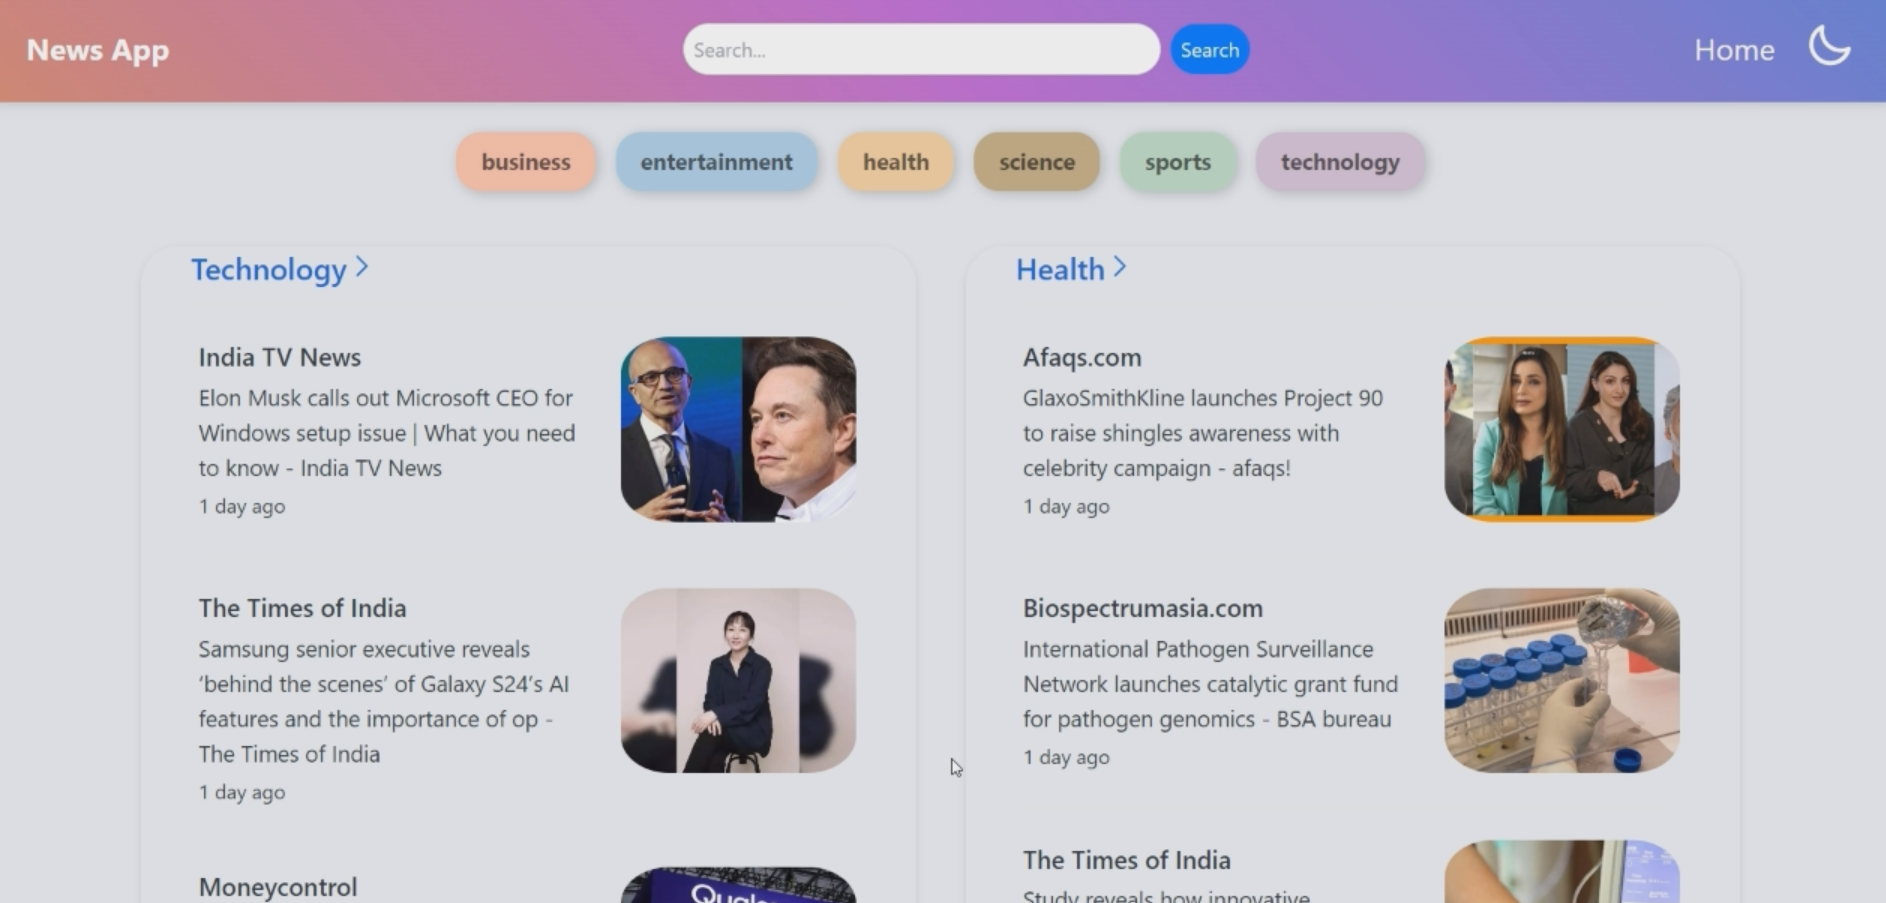 News App
Search...
Search
Home
business
entertainment
health
science
sports
technology
Technology
India TV News
Elon Musk calls out Microsoft CEO for
Windows setup issue | What you need
to know - India TV News
1 day ago
The Times of India
Samsung senior executive reveals
‘behind the scenes’ of Galaxy S24’s AI
features and the importance of op -
The Times of India
1 day ago
Moneycontrol
Health
Afaqs.com
GlaxoSmithKline launches Project 90
to raise shingles awareness with
celebrity campaign - afaqs!
1 day ago
Biospectrumasia.com
International Pathogen Surveillance
Network launches catalytic grant fund
for pathogen genomics - BSA bureau
1 day ago
The Times of India
Study reveals how innovative